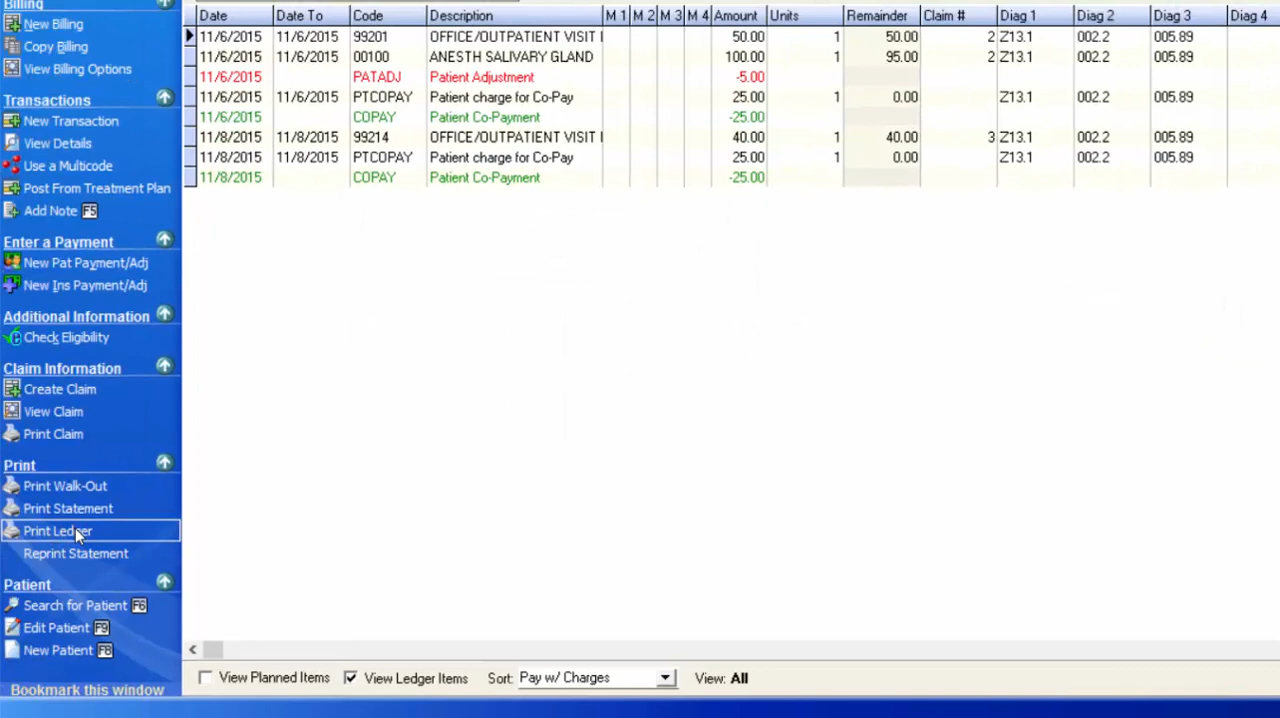 Billing
New Billing
Copy Billing
View Billing Options
Transactions
New Transaction
View Details
Use a Multicode
Post From Treatment Plan
Add Note F5
Enter a Payment
New Pat Payment/Adj
New Ins Payment/Adj
Additional Information
Check Eligibility
Claim Information
Create Claim
View Claim
Print Claim
Print
Print Walk-Out
Print Statement
Print Ledger
Reprint Statement
Patient
Search for Patient F6
Edit Patient F9
New Patient F8
Bookmark this window
Date Date To Code Description M 1 M 2 M 3 M 4 Amount Units Remainder Claim # Diag 1 Diag 2 Diag 3 Diag 4
11/6/2015 11/6/2015 99201 OFFICE/OUTPATIENT VISIT 50.00 1 50.00 2 Z13.1 002.2 005.89
11/6/2015 11/6/2015 00100 ANESTH SALIVARY GLAND 100.00 1 95.00 2 Z13.1 002.2 005.89
11/6/2015 PATADJ Patient Adjustment -5.00
11/6/2015 11/6/2015 PTCOPAY Patient charge for Co-Pay 25.00 1 0.00 Z13.1 002.2 005.89
11/6/2015 COPAY Patient Co-Payment -25.00
11/8/2015 11/8/2015 99214 OFFICE/OUTPATIENT VISIT 40.00 1 40.00 3 Z13.1 002.2 005.89
11/8/2015 11/8/2015 PTCOPAY Patient charge for Co-Pay 25.00 1 0.00 Z13.1 002.2 005.89
11/8/2015 COPAY Patient Co-Payment -25.00
View Planned Items View Ledger Items Sort: Pay w/ Charges View: All